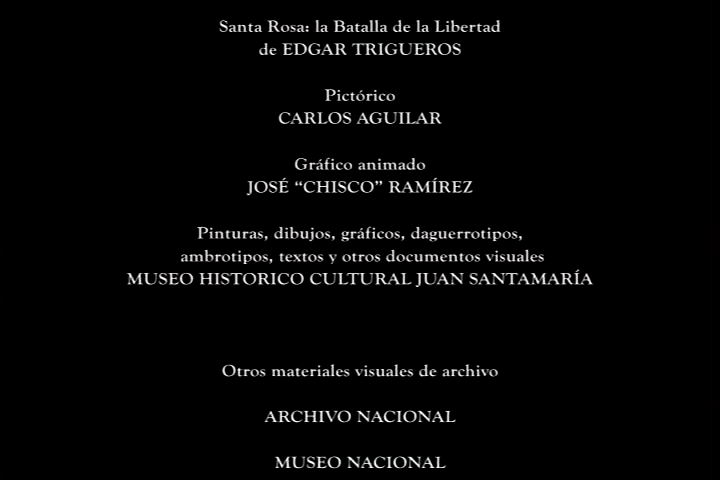 Santa Rosa: la Batalla de la Libertad
de EDGAR TRIGUEROS
Pictórico
CARLOS AGUILAR
Gráfico animado
JOSÉ “CHISCO” RAMÍREZ
Pinturas, dibujos, gráficos, daguerrotipos,
ambrotipos, textos y otros documentos visuales
MUSEO HISTORICO CULTURAL JUAN SANTAMARÍA
Otros materiales visuales de archivo
ARCHIVO NACIONAL
MUSEO NACIONAL